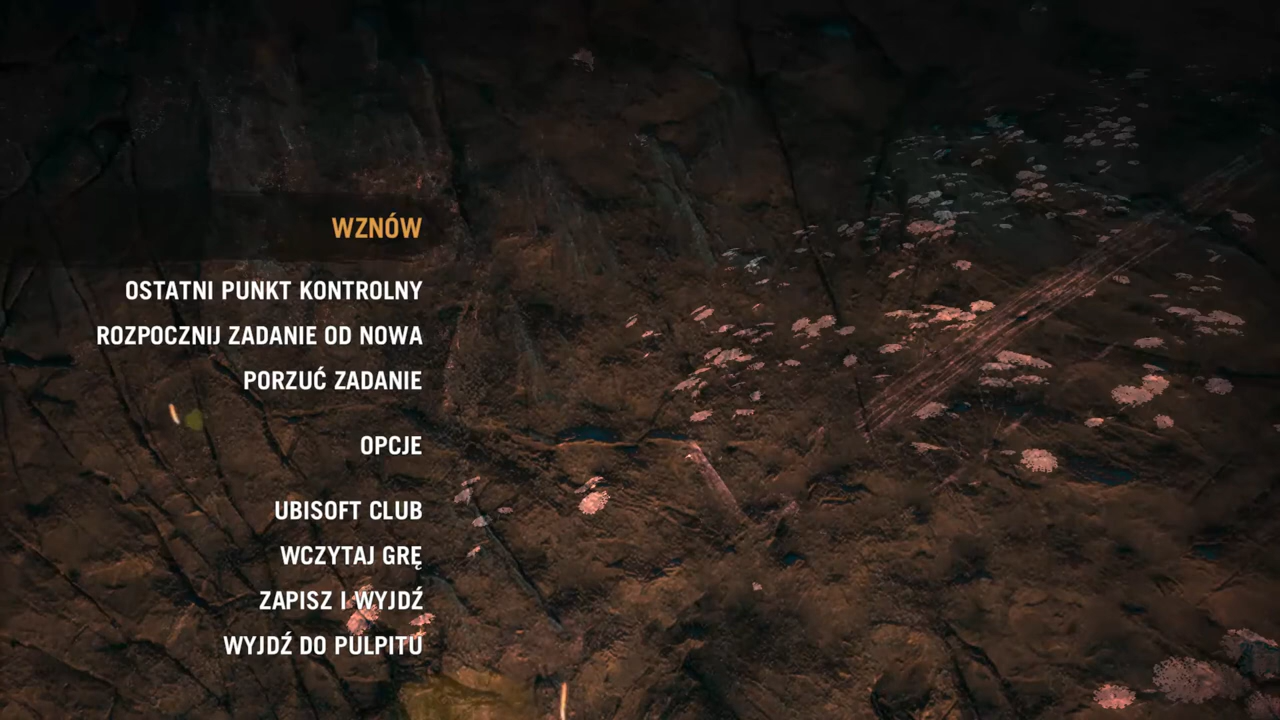 WZNÓW
OSTATNI PUNKT KONTROLNY
ROZPOCZNIJ ZADANIE OD NOWA
PORZUĆ ZADANIE
OPCJE
UBISOFT CLUB
WCZYTAJ GRĘ
ZAPISZ I WYJDŹ
WYJDŹ DO PULPITU